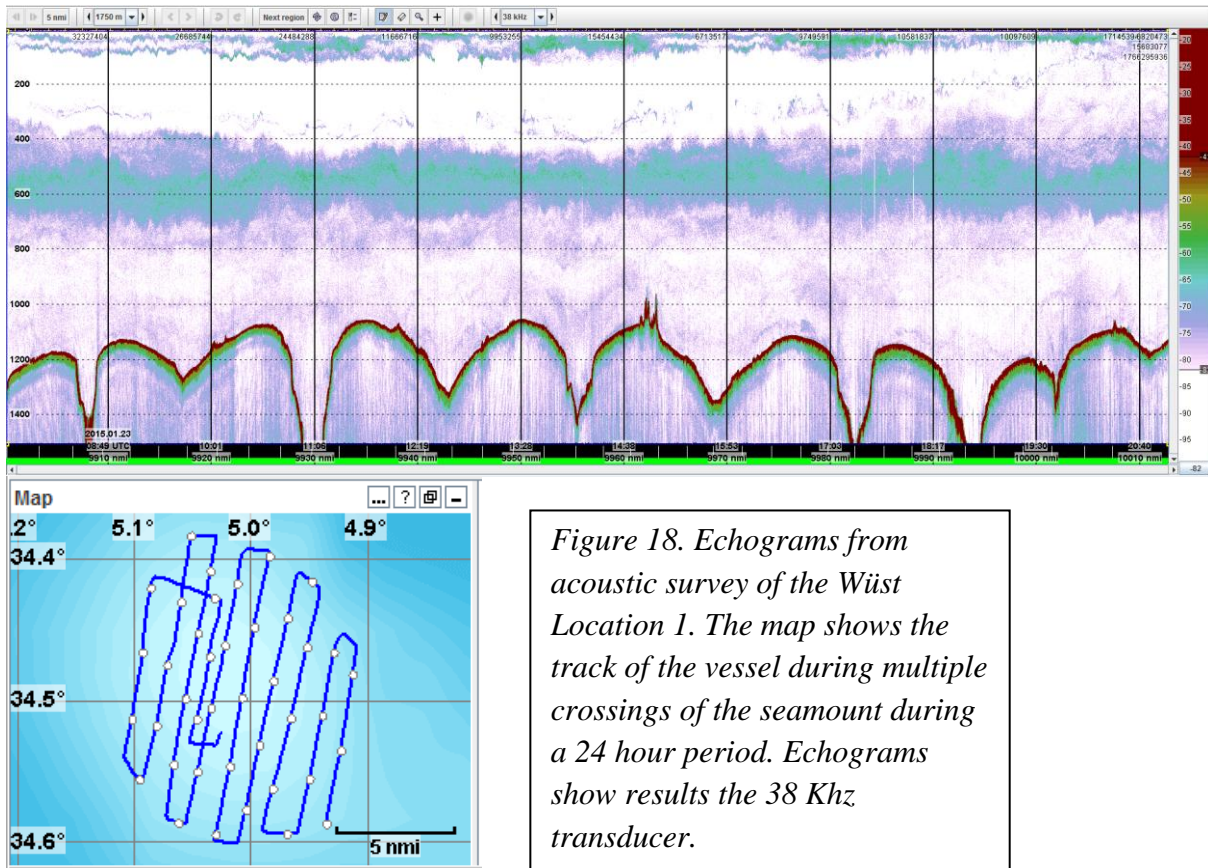 5 nmi 1750 m Next region 38 kHz
32327404 26685744 24484288 11666716 9953255 15454434 6713517 9749591 10581837 10097609 1714539-6820473
15683077
1766295936
200
400
600
800
1000
1200
1400
-20
-25
-30
-35
-40
-45
-50
-55
-60
-65
-70
-75
-80
-85
-90
-95
-82
2015.01.23
08:49 UTC 10:01 11:06 12:19 13:28 14:38 15:53 17:03 18:17 19:30 20:40
9910 nmi 9920 nmi 9930 nmi 9940 nmi 9950 nmi 9960 nmi 9970 nmi 9980 nmi 9990 nmi 10000 nmi 10010 nmi
Map ... ?
.2° 5.1° 5.0° 4.9°
34.4°
34.5°
34.6°
5 nmi
Figure 18. Echograms from
acoustic survey of the Wüst
Location 1. The map shows the
track of the vessel during multiple
crossings of the seamount during
a 24 hour period. Echograms
show results the 38 Khz
transducer.